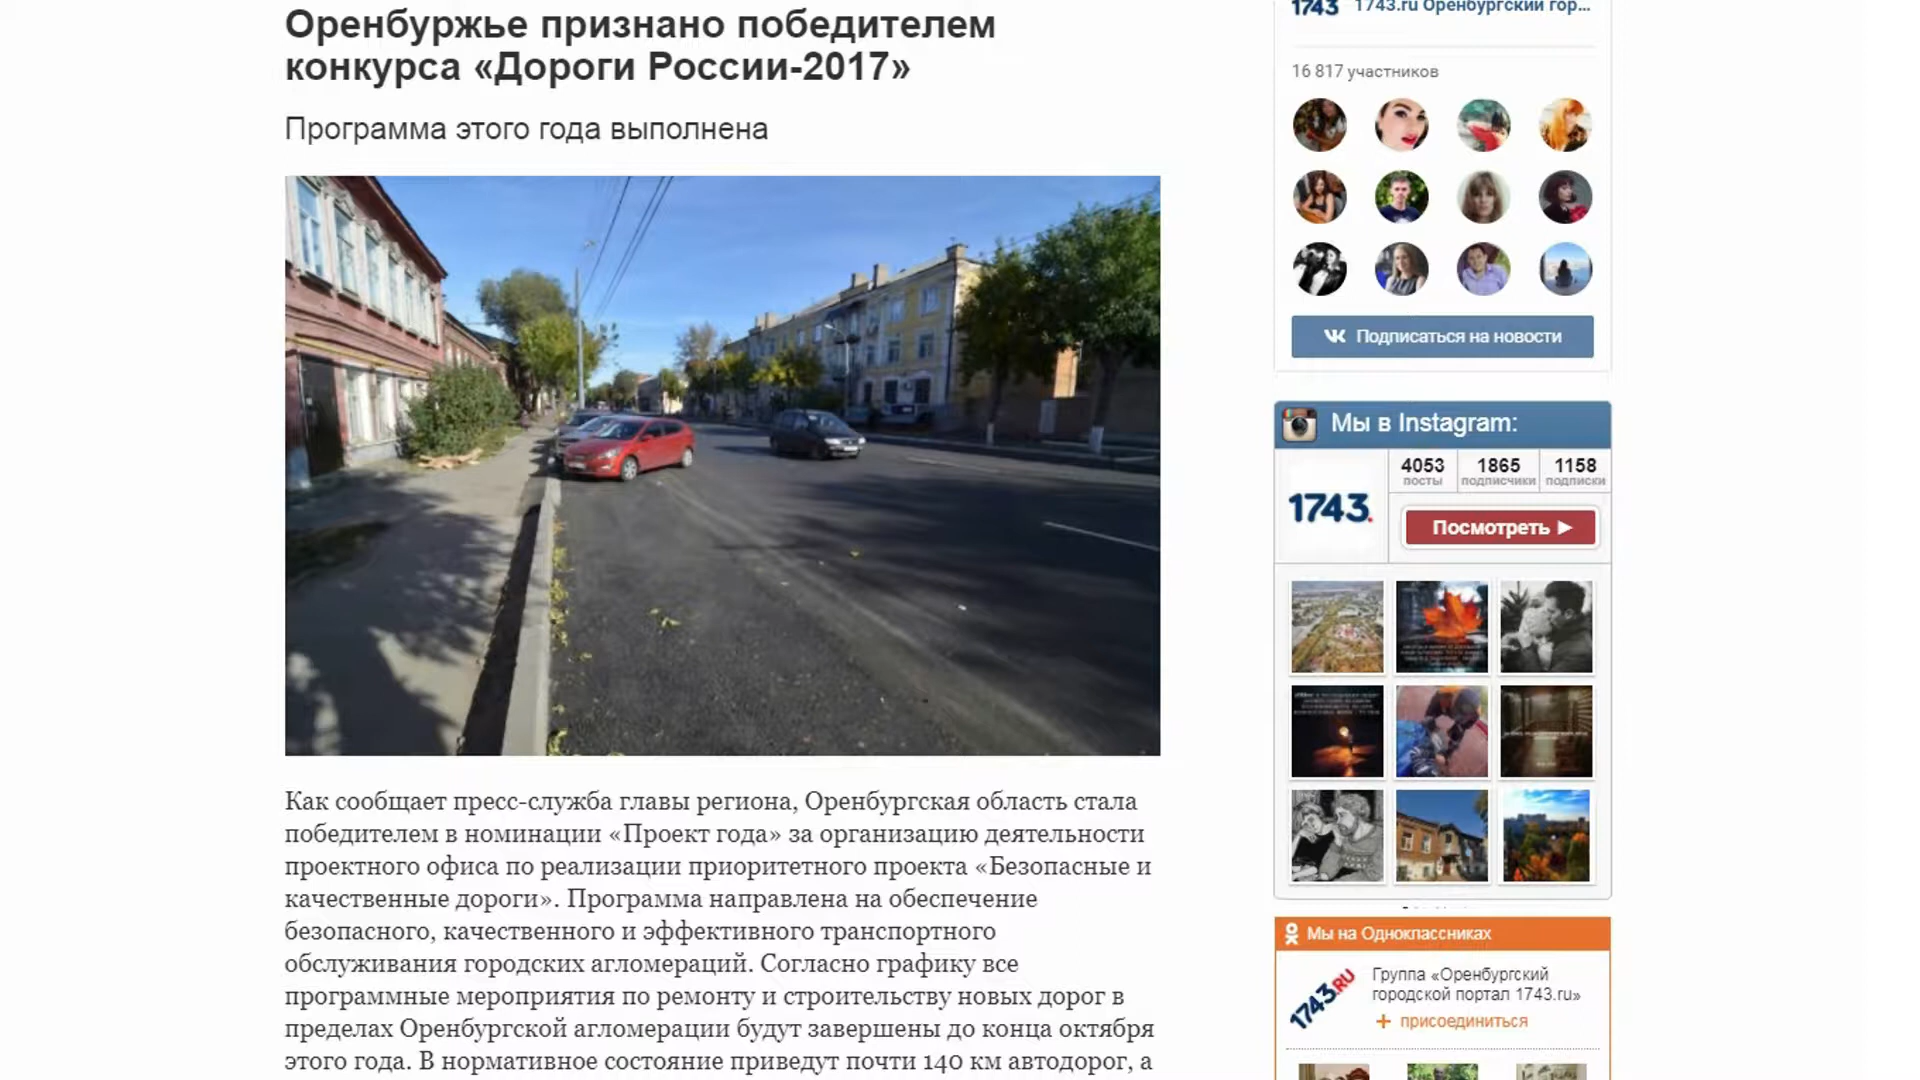 Оренбуржье признано победителем
конкурса «Дороги России-2017»
Программа этого года выполнена
Как сообщает пресс-служба главы региона, Оренбургская область стала
победителем в номинации «Проект года» за организацию деятельности
проектного офиса по реализации приоритетного проекта «Безопасные и
качественные дороги». Программа направлена на обеспечение
безопасного, качественного и эффективного транспортного
обслуживания городских агломераций. Согласно графику все
программные мероприятия по ремонту и строительству новых дорог в
пределах Оренбургской агломерации будут завершены до конца октября
этого года. В нормативное состояние приведут почти 140 км автодорог, а
1743 1743.ru Оренбургский гор...
16 817 участников
Подписаться на новости
Мы в Instagram:
4053 1865 1158
посты подписчики подписки
1743.
Посмотреть
Мы на Одноклассниках
1743.RU
Группа «Оренбургский
городской портал 1743.ru»
+ присоединиться